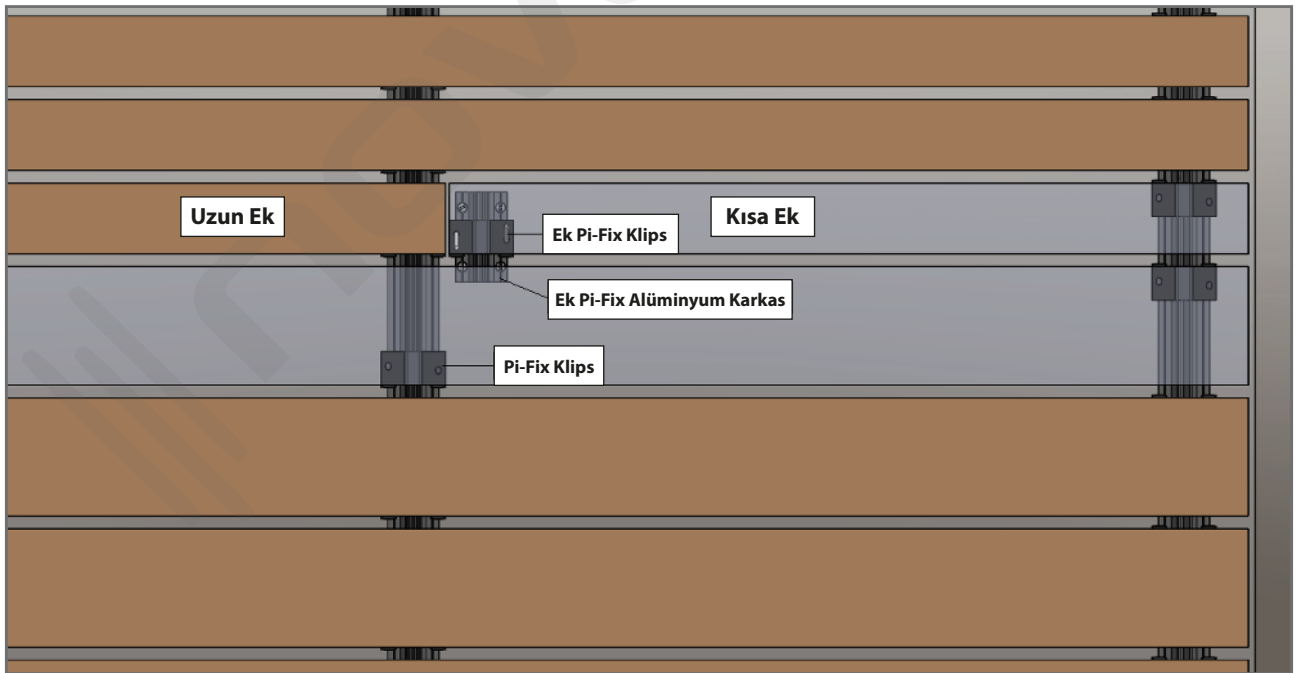 Uzun Ek
Kısa Ek
Ek Pi-Fix Klips
Ek Pi-Fix Alüminyum Karkas
Pi-Fix Klips